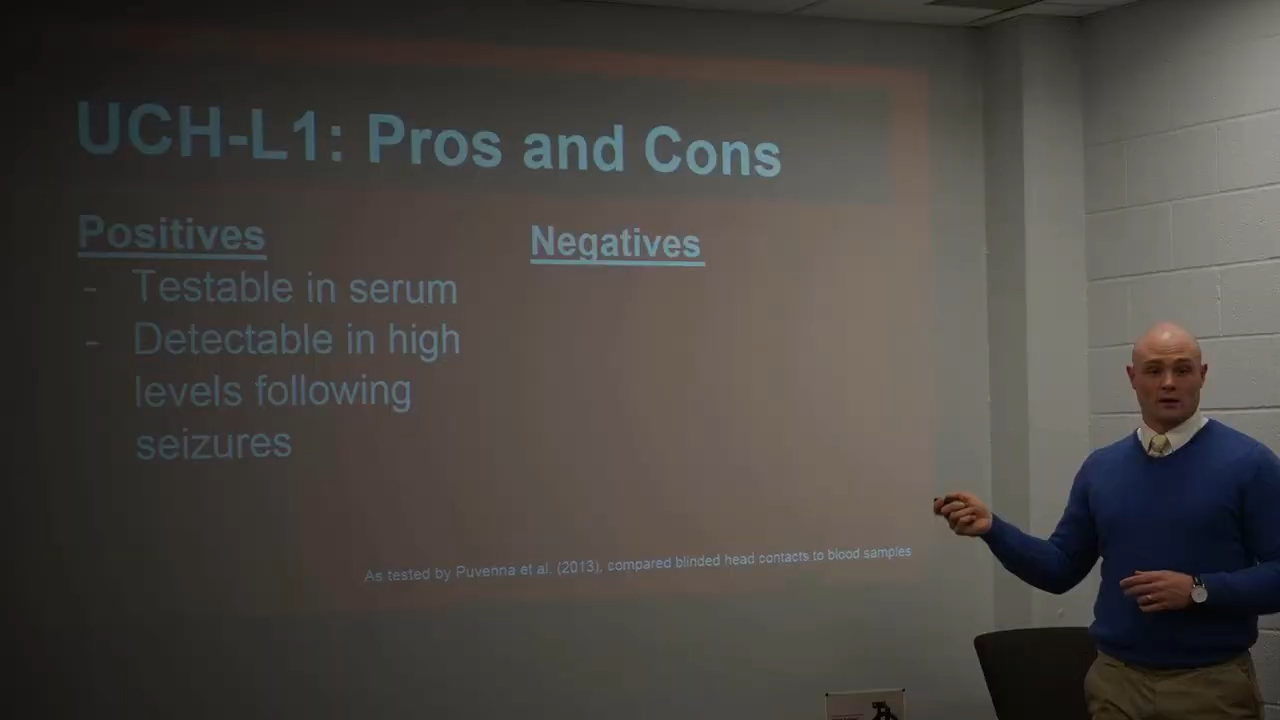 UCH-L1: Pros and Cons
Positives
- Testable in serum
- Detectable in high
levels following
seizures
Negatives
As tested by Puvenna et al. (2013), compared blinded head contacts to blood samples